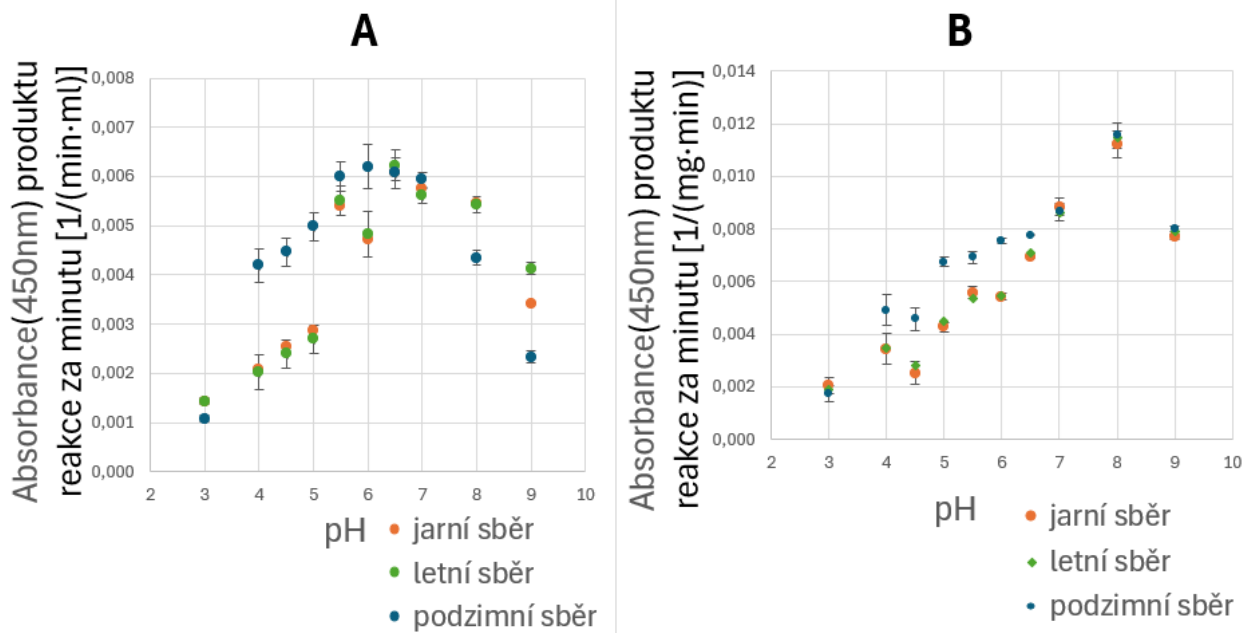 A
Absorbance(450nm) produktu
reakce za minutu [1/(min·ml)]
0,008
0,007
0,006
0,005
0,004
0,003
0,002
0,001
0,000
2 3 4 5 6 7 8 9 10
pH
jarní sběr
letní sběr
podzimní sběr
B
Absorbance(450nm) produktu
reakce za minutu [1/(mg·min)]
0,014
0,012
0,010
0,008
0,006
0,004
0,002
0,000
2 3 4 5 6 7 8 9 10
pH
jarní sběr
letní sběr
podzimní sběr